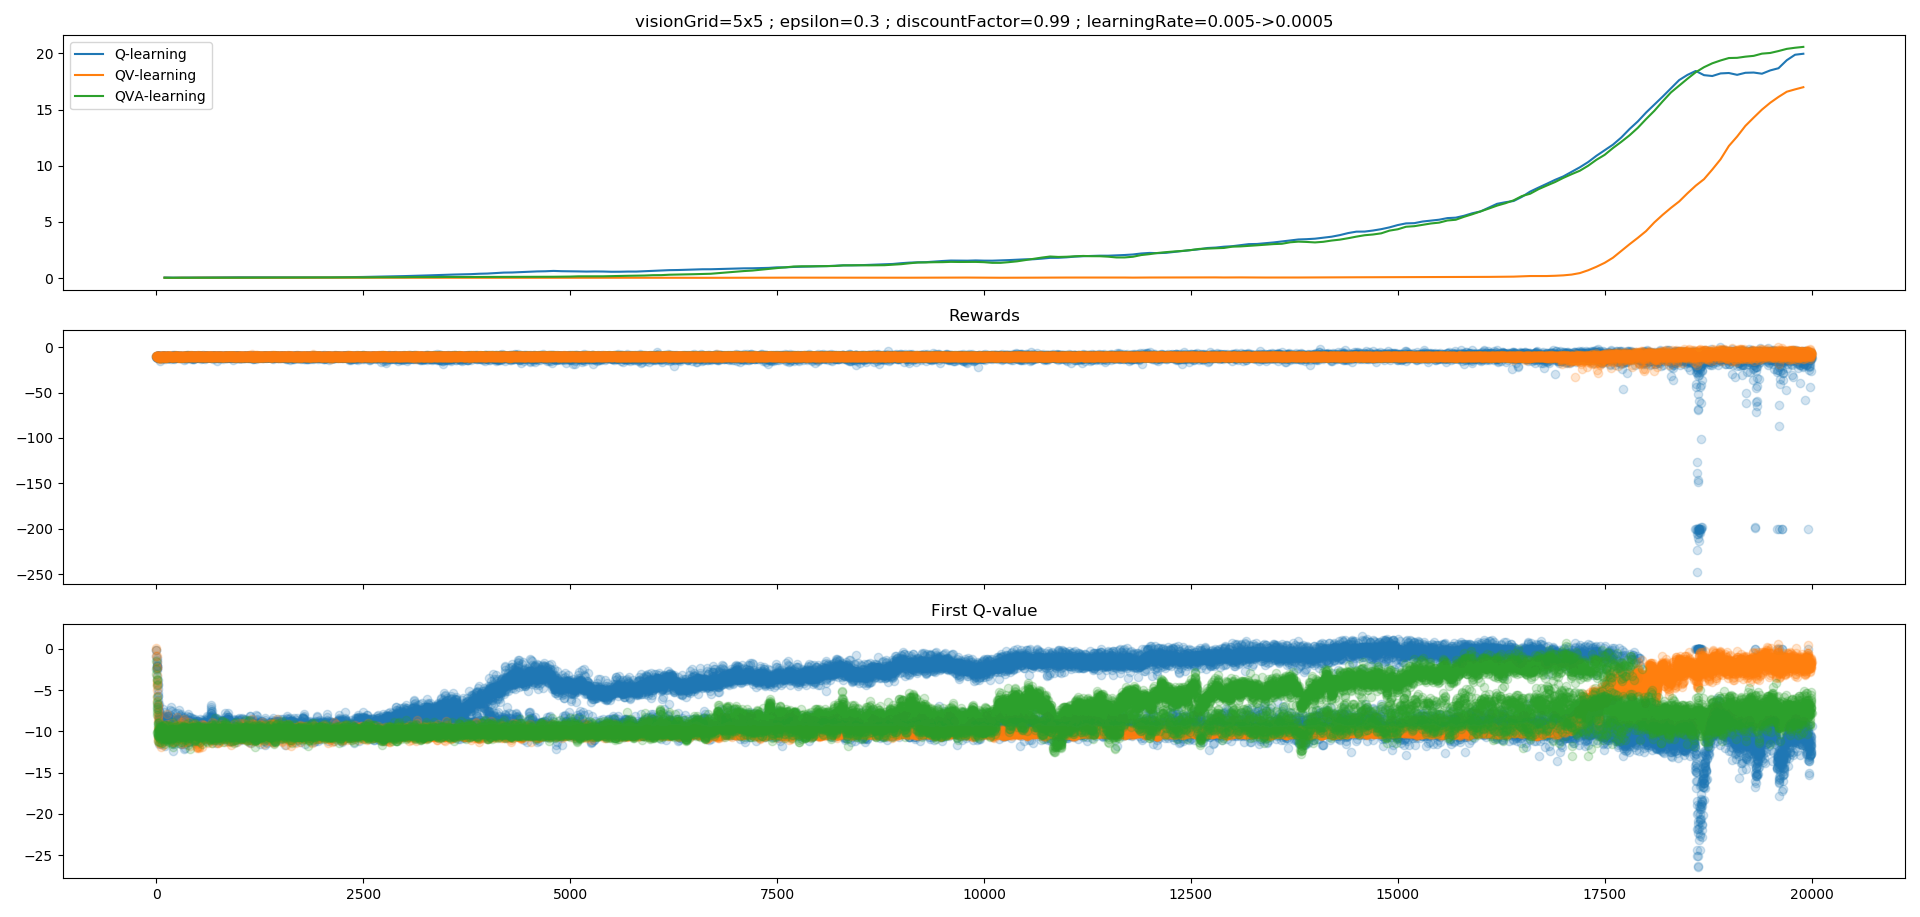 visionGrid=5x5 ; epsilon=0.3 ; discountFactor=0.99 ; learningRate=0.005->0.0005
Q-learning
QV-learning
QVA-learning
20
15
10
5
0
Rewards
0
−50
−100
−150
−200
−250
First Q-value
0
−5
−10
−15
−20
−25
0 2500 5000 7500 10000 12500 15000 17500 20000